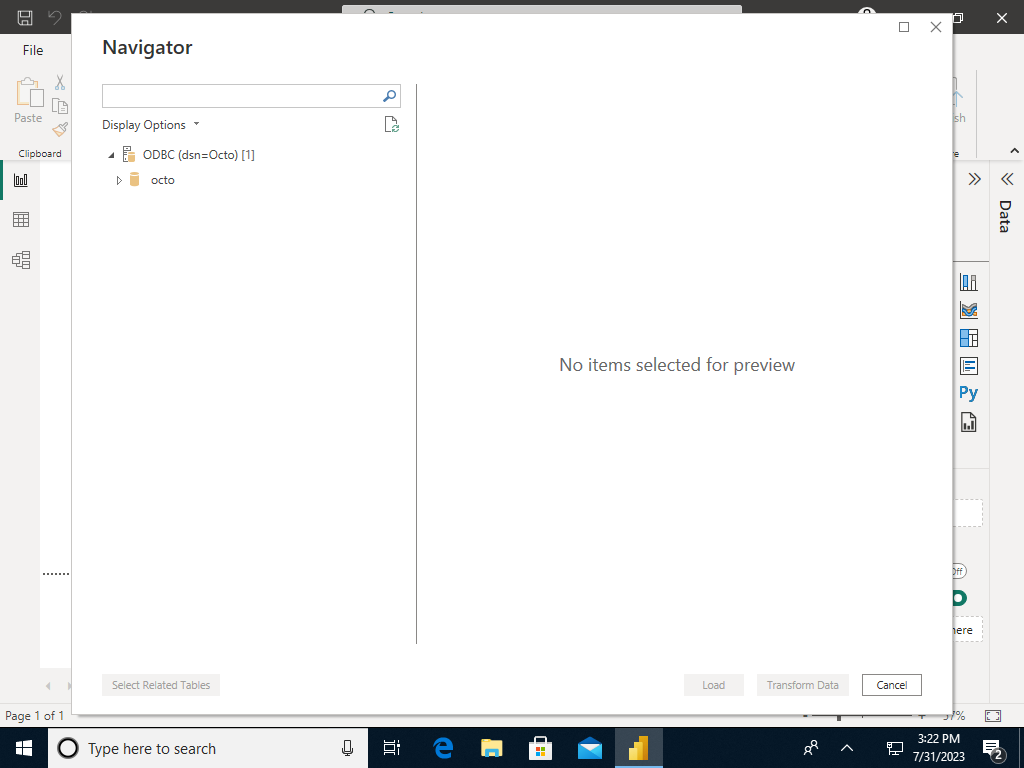 Navigator
File
Paste
Clipboard
Display Options
ODBC (dsn=Octo) [1]
octo
No items selected for preview
Data
Py
Off
here
Select Related Tables
Load
Transform Data
Cancel
Page 1 of 1
Type here to search
3:22 PM
7/31/2023
2